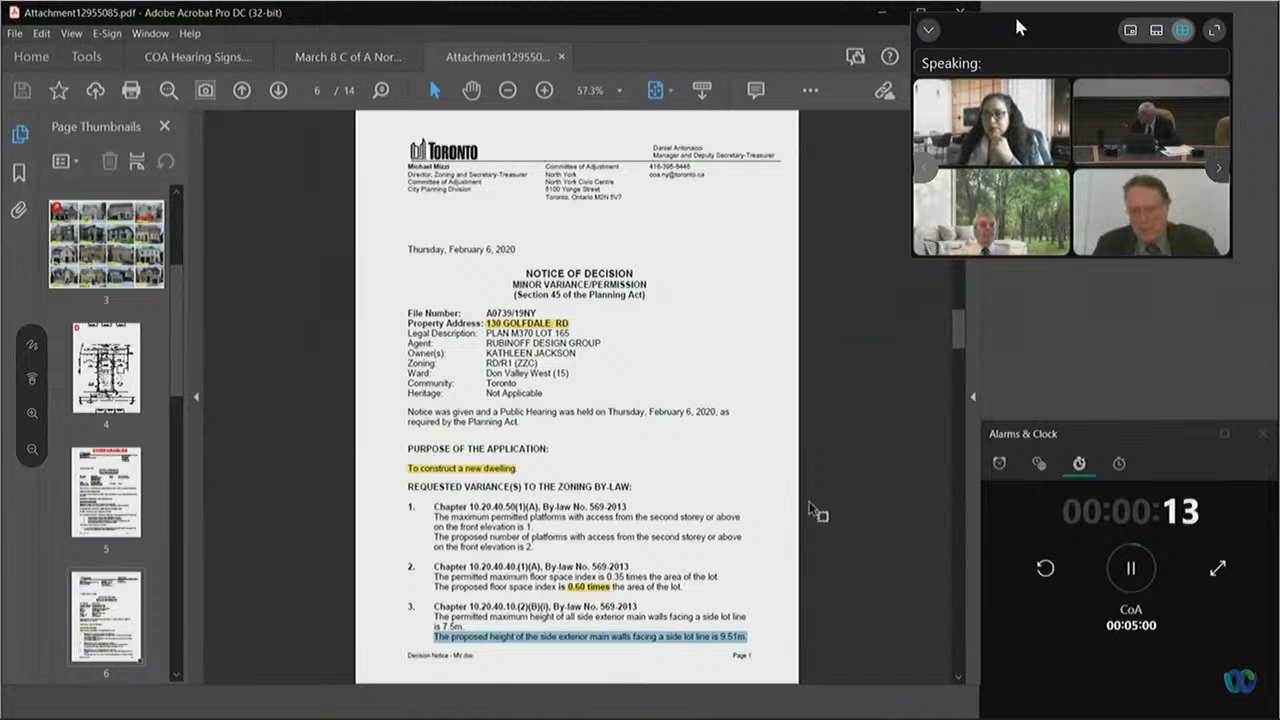 Attachment12955085.pdf - Adobe Acrobat Pro DC (32-bit)
File Edit View E-Sign Window Help
Home Tools COA Hearing Signs.... March 8 C of A Nor... Attachment129550...
6 / 14 57.3%
Speaking:
Page Thumbnails
3
4
COMPARABLES
5
6
TORONTO
Daniel Antonacci
Manager and Deputy Secretary-Treasurer
Michael Mizzi Committee of Adjustment 416-395-6446
Director, Zoning and Secretary-Treasurer North York coa.ny@toronto.ca
Committee of Adjustment North York Civic Centre
City Planning Division 5100 Yonge Street
Toronto, Ontario M2N 5V7
Thursday, February 6, 2020
NOTICE OF DECISION
MINOR VARIANCE/PERMISSION
(Section 45 of the Planning Act)
File Number: A0739/19NY
Property Address: 130 GOLFDALE RD
Legal Description: PLAN M370 LOT 165
Agent: RUBINOFF DESIGN GROUP
Owner(s): KATHLEEN JACKSON
Zoning: RD/R1 (ZZC)
Ward: Don Valley West (15)
Community: Toronto
Heritage: Not Applicable
Notice was given and a Public Hearing was held on Thursday, February 6, 2020, as
required by the Planning Act.
PURPOSE OF THE APPLICATION:
To construct a new dwelling.
REQUESTED VARIANCE(S) TO THE ZONING BY-LAW:
1. Chapter 10.20.40.50(1)(A), By-law No. 569-2013
The maximum permitted platforms with access from the second storey or above
on the front elevation is 1.
The proposed number of platforms with access from the second storey or above
on the front elevation is 2.
2. Chapter 10.20.40.40.(1)(A), By-law No. 569-2013
The permitted maximum floor space index is 0.35 times the area of the lot.
The proposed floor space index is 0.60 times the area of the lot.
3. Chapter 10.20.40.10.(2)(B)(i), By-law No. 569-2013
The permitted maximum height of all side exterior main walls facing a side lot line
is 7.5m.
The proposed height of the side exterior main walls facing a side lot line is 9.51m.
Decision Notice - MV.doc Page 1
Alarms & Clock
00:00:13
CoA
00:05:00